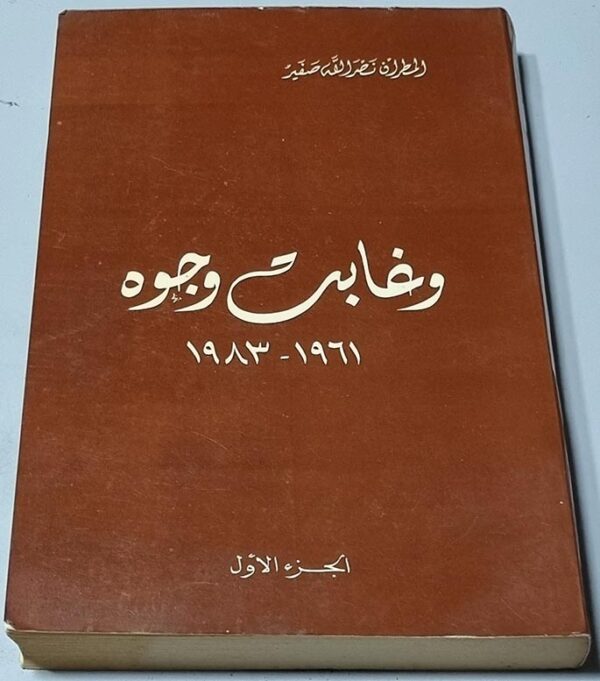 المطران نصرالله صفير
وغابت وجوه
١٩٦١ - ١٩٨٣
الجزء الأول